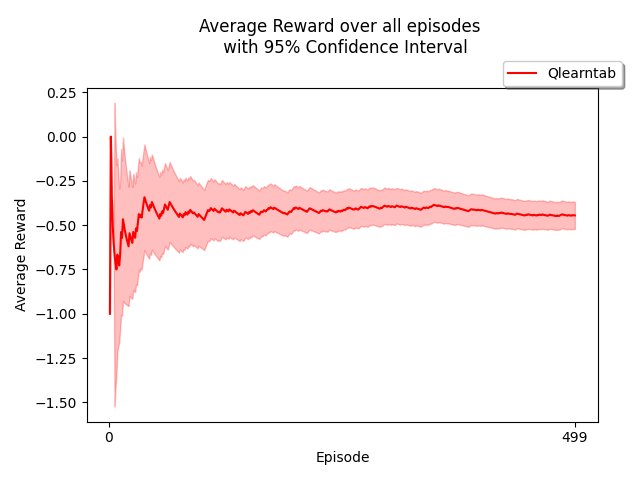 Average Reward over all episodes
with 95% Confidence Interval
Qlearntab
0.25
0.00
−0.25
−0.50
−0.75
−1.00
−1.25
−1.50
Average Reward
0
499
Episode